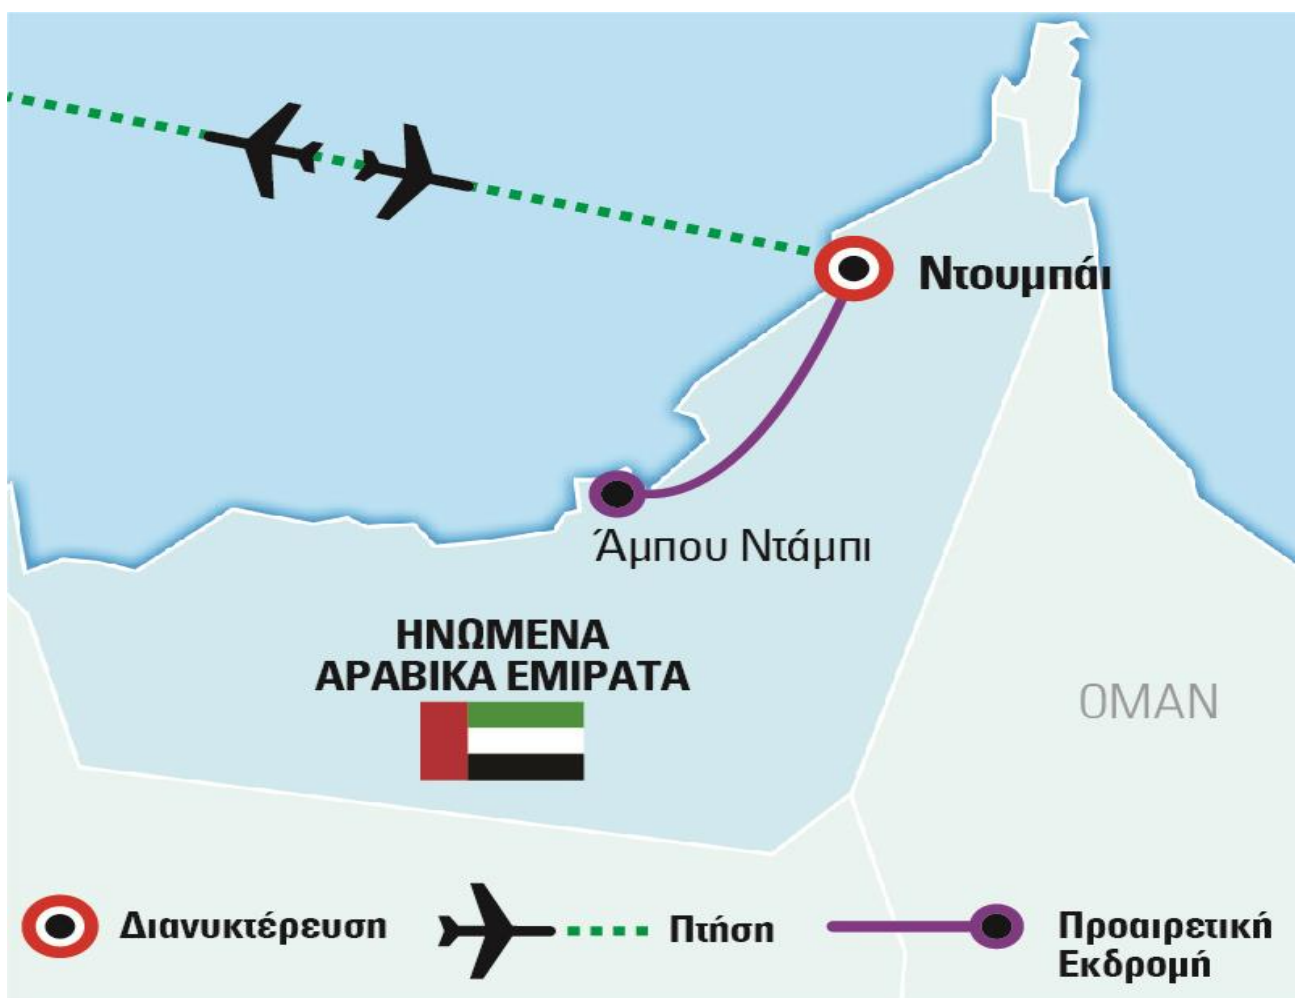 Ντουμπάι
Άμπου Ντάμπι
ΗΝΩΜΕΝΑ
ΑΡΑΒΙΚΑ ΕΜΙΡΑΤΑ
ΟΜΑΝ
Διανυκτέρευση
Πτήση
Προαιρετική
Εκδρομή